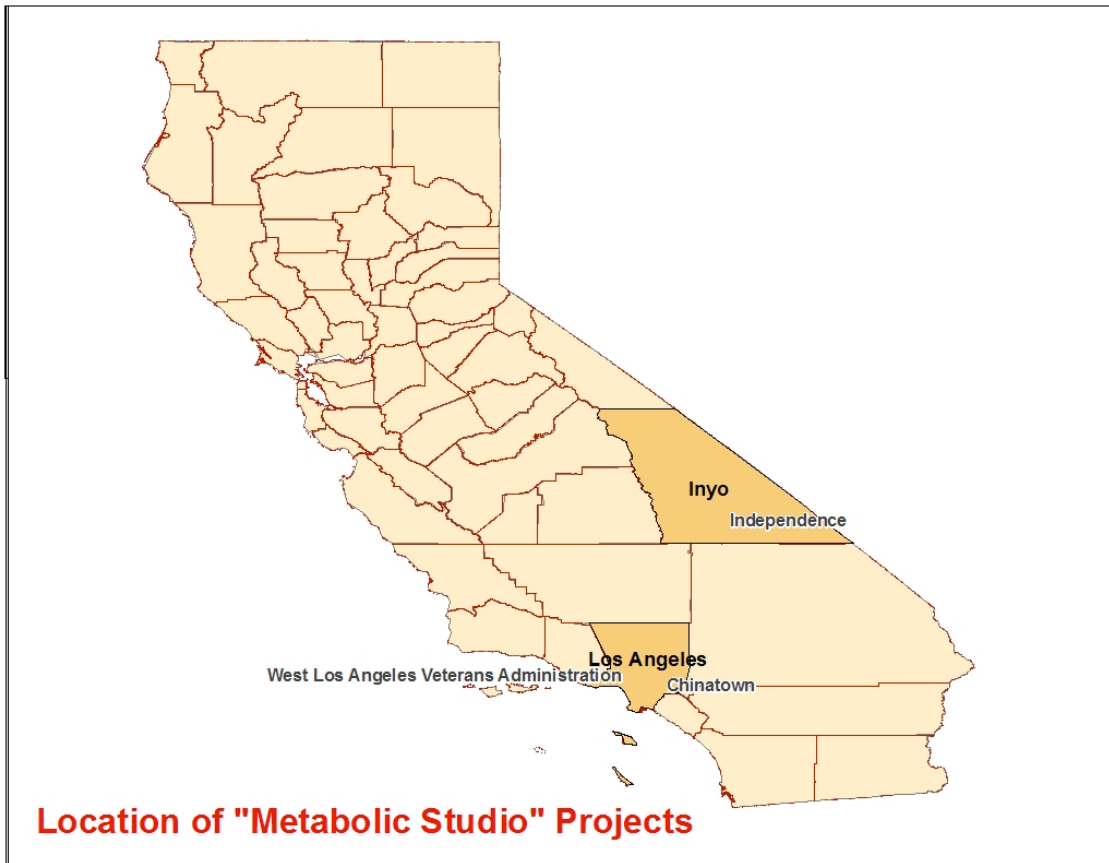 Inyo
Independence
Los Angeles
West Los Angeles Veterans Administration
Chinatown
Location of "Metabolic Studio" Projects